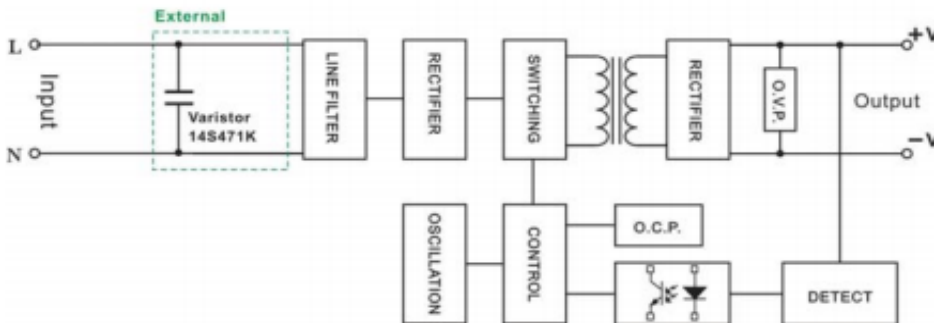 External
L
+V
Input
LINE FILTER
RECTIFIER
SWITCHING
RECTIFIER
O.V.P.
Output
Varistor
14S471K
N
−V
OSCILLATION
CONTROL
O.C.P.
DETECT